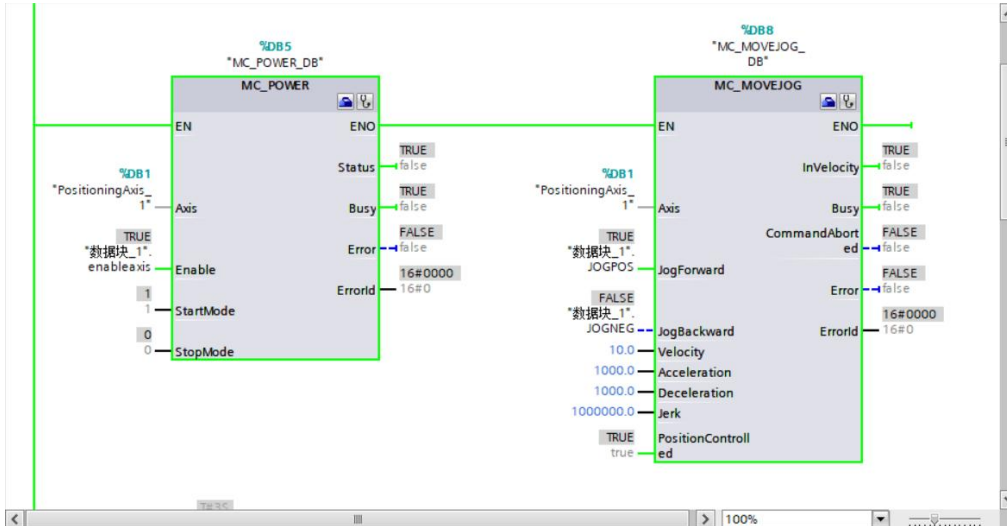 %DB5
"MC_POWER_DB"
MC_POWER
EN
ENO
TRUE
Status
false
%DB1
"PositioningAxis_
1"
Axis
TRUE
Busy
false
TRUE
"数据块_1".
enableaxis
Enable
FALSE
Error
false
16#0000
ErrorId
16#0
1
1
StartMode
0
0
StopMode
%DB8
"MC_MOVEJOG_
DB"
MC_MOVEJOG
EN
ENO
TRUE
InVelocity
false
%DB1
"PositioningAxis_
1"
Axis
TRUE
Busy
false
TRUE
"数据块_1".
JOGPOS
JogForward
CommandAbort
ed
FALSE
false
FALSE
Error
false
FALSE
"数据块_1".
JOGNEG
JogBackward
16#0000
ErrorId
16#0
10.0
Velocity
1000.0
Acceleration
1000.0
Deceleration
1000000.0
Jerk
TRUE
true
PositionControll
ed
100%